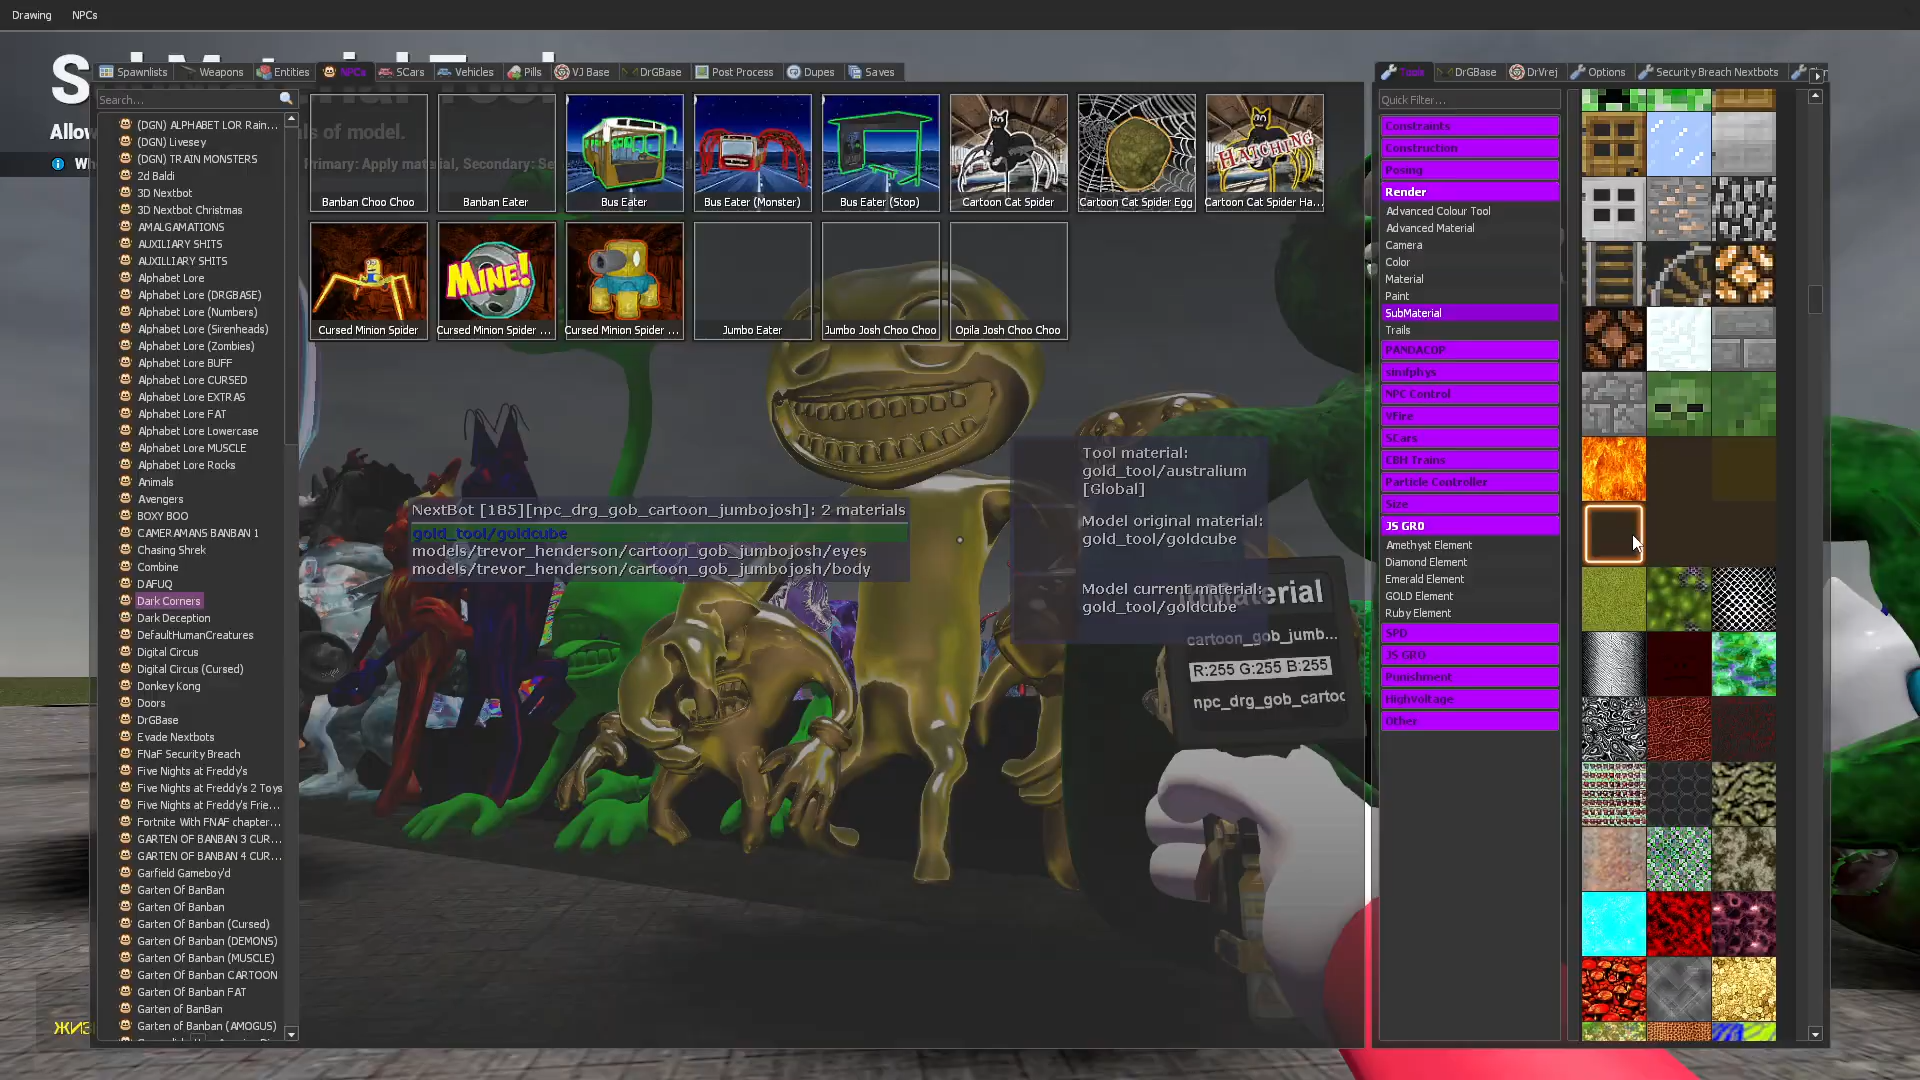 Drawing NPCs
Spawnlists Weapons Entities NPCs SCars Vehicles Pills VJ Base DrGBase Post Process Dupes Saves
Tools DrGBase DrVrej Options Security Breach Nextbots
Search...
Quick Filter...
als of model.
Primary: Apply material, Secondary: Se
(DGN) ALPHABET LOR Rain...
(DGN) Livesey
(DGN) TRAIN MONSTERS
2d Baldi
3D Nextbot
3D Nextbot Christmas
AMALGAMATIONS
AUXILIARY SHITS
AUXILLIARY SHITS
Alphabet Lore
Alphabet Lore (DRGBASE)
Alphabet Lore (Numbers)
Alphabet Lore (Sirenheads)
Alphabet Lore (Zombies)
Alphabet Lore BUFF
Alphabet Lore CURSED
Alphabet Lore EXTRAS
Alphabet Lore FAT
Alphabet Lore Lowercase
Alphabet Lore MUSCLE
Alphabet Lore Rocks
Animals
Avengers
BOXY BOO
CAMERAMANS BANBAN 1
Chasing Shrek
Combine
DAFUQ
Dark Corners
Dark Deception
DeFaultHumanCreatures
Digital Circus
Digital Circus (Cursed)
Donkey Kong
Doors
DrGBase
Evade Nextbots
FNaF Security Breach
Five Nights at Freddy's
Five Nights at Freddy's 2 Toys
Five Nights at Freddy's Frie...
Fortnite With FNAF chapter...
GARTEN OF BANBAN 3 CUR...
GARTEN OF BANBAN 4 CUR...
Garfield Gameboy'd
Garten Of BanBan
Garten Of Banban
Garten Of Banban (Cursed)
Garten Of Banban (DEMONS)
Garten Of Banban (MUSCLE)
Garten Of Banban CARTOON
Garten Of Banban FAT
Garten of BanBan
Garten of Banban (AMOGUS)
Banban Choo Choo
Banban Eater
Bus Eater
Bus Eater (Monster)
Bus Eater (Stop)
Cartoon Cat Spider
Cartoon Cat Spider Egg
HATCHING
Cartoon Cat Spider Ha...
Cursed Minion Spider
MINE!
Cursed Minion Spider ...
Cursed Minion Spider ...
Jumbo Eater
Jumbo Josh Choo Choo
Opila Josh Choo Choo
NextBot [185][npc_drg_gob_cartoon_jumbojosh]: 2 materials
gold_tool/goldcube
models/trevor_henderson/cartoon_gob_jumbojosh/eyes
models/trevor_henderson/cartoon_gob_jumbojosh/body
Tool material:
gold_tool/australium
[Global]
Model original material:
gold_tool/goldcube
Model current material:
gold_tool/goldcube
cartoon_gob_jumb...
R:255 G:255 B:255
npc_drg_gob_cartoo
Constraints
Construction
Posing
Render
Advanced Colour Tool
Advanced Material
Camera
Color
Material
Paint
SubMaterial
Trails
PANDACOP
simfphys
NPC Control
VFire
SCars
CBH Trains
Particle Controller
Size
JS GRO
Amethyst Element
Diamond Element
Emerald Element
GOLD Element
Ruby Element
SPD
JS GRO
Punishment
HighVoltage
Other
ЖИЗ